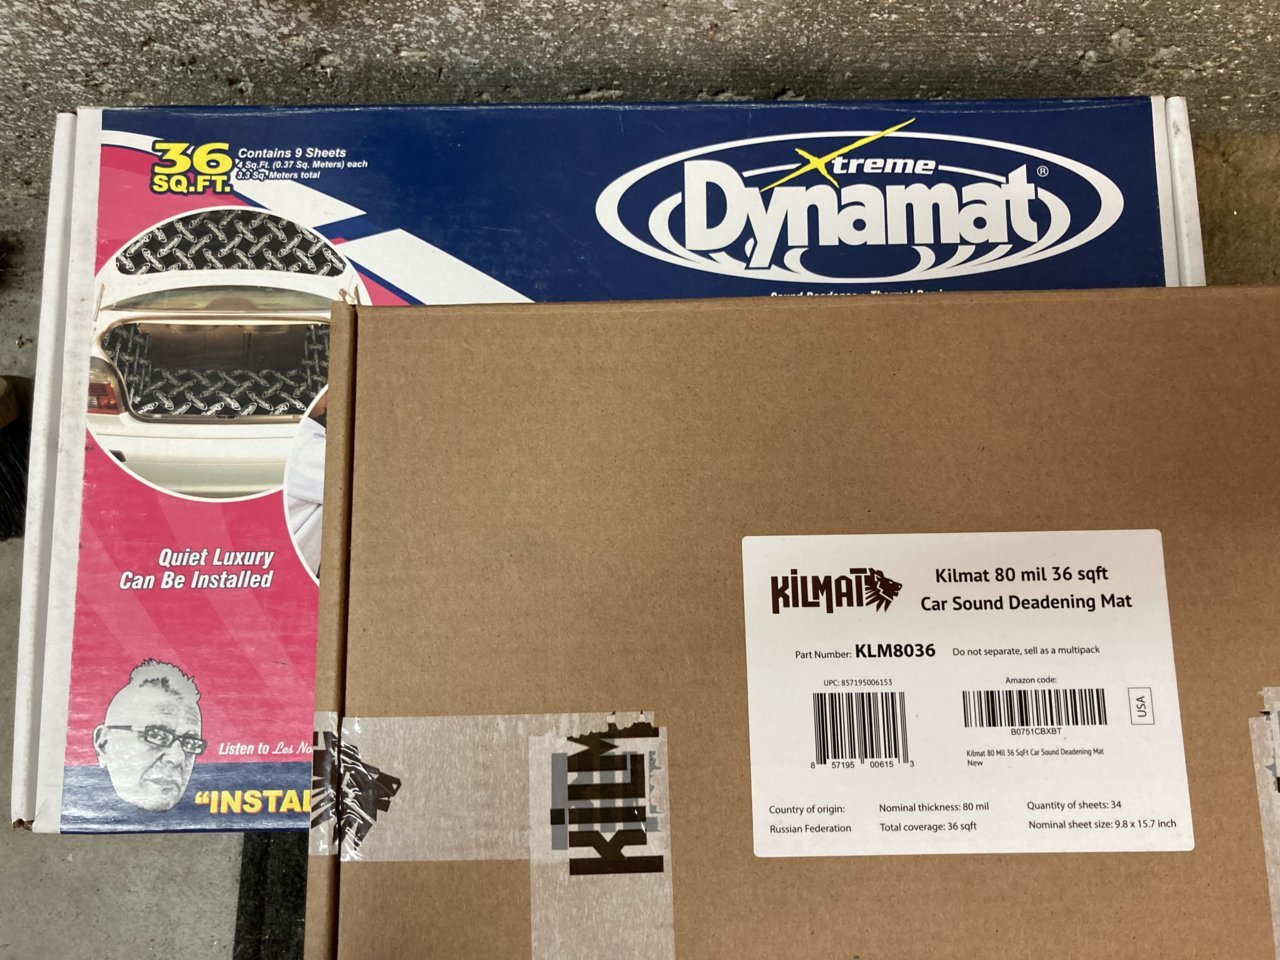 36
SQ.FT.
Contains 9 Sheets
4 Sq.Ft. (0.37 Sq. Meters) each
3.3 Sq. Meters total
Xtreme
Dynamat®
Quiet Luxury
Can Be Installed
Listen to Les
"INSTAL
KILMAT
Kilmat 80 mil 36 sqft
Car Sound Deadening Mat
Part Number: KLM8036
Do not separate, sell as a multipack
UPC: 857195006153
Amazon code:
8 57195 00615 3
B0751CBXBT
USA
Kilmat 80 Mil 36 SqFt Car Sound Deadening Mat
New
Country of origin:
Russian Federation
Nominal thickness: 80 mil
Total coverage: 36 sqft
Quantity of sheets: 34
Nominal sheet size: 9.8 x 15.7 inch
KILM